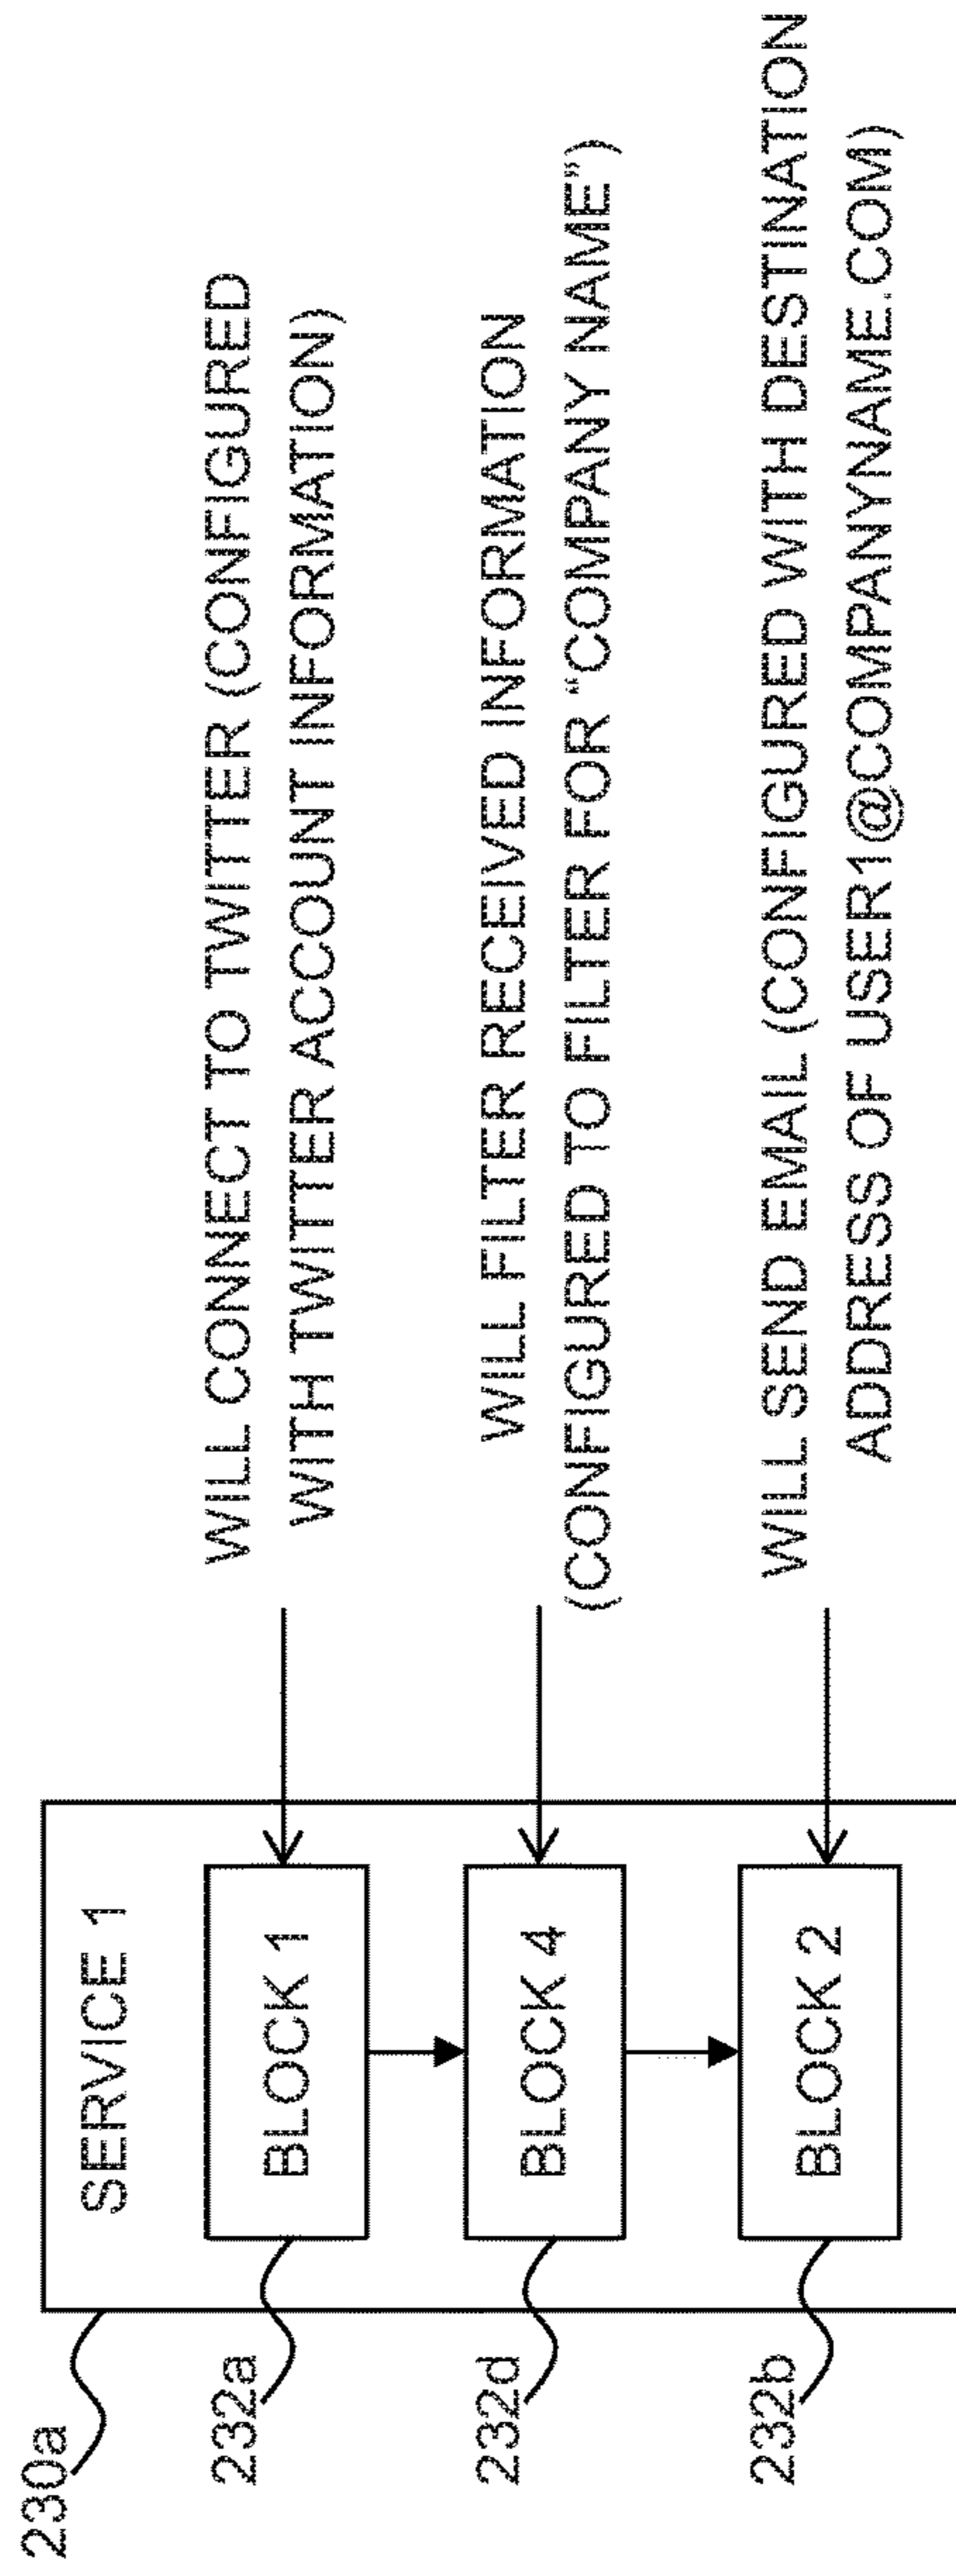 230a
SERVICE 1
232a
BLOCK 1
WILL CONNECT TO TWITTER (CONFIGURED
WITH TWITTER ACCOUNT INFORMATION)
232d
BLOCK 4
WILL FILTER RECEIVED INFORMATION
(CONFIGURED TO FILTER FOR “COMPANY NAME”)
232b
BLOCK 2
WILL SEND EMAIL (CONFIGURED WITH DESTINATION
ADDRESS OF USER1@COMPANYNAME.COM)